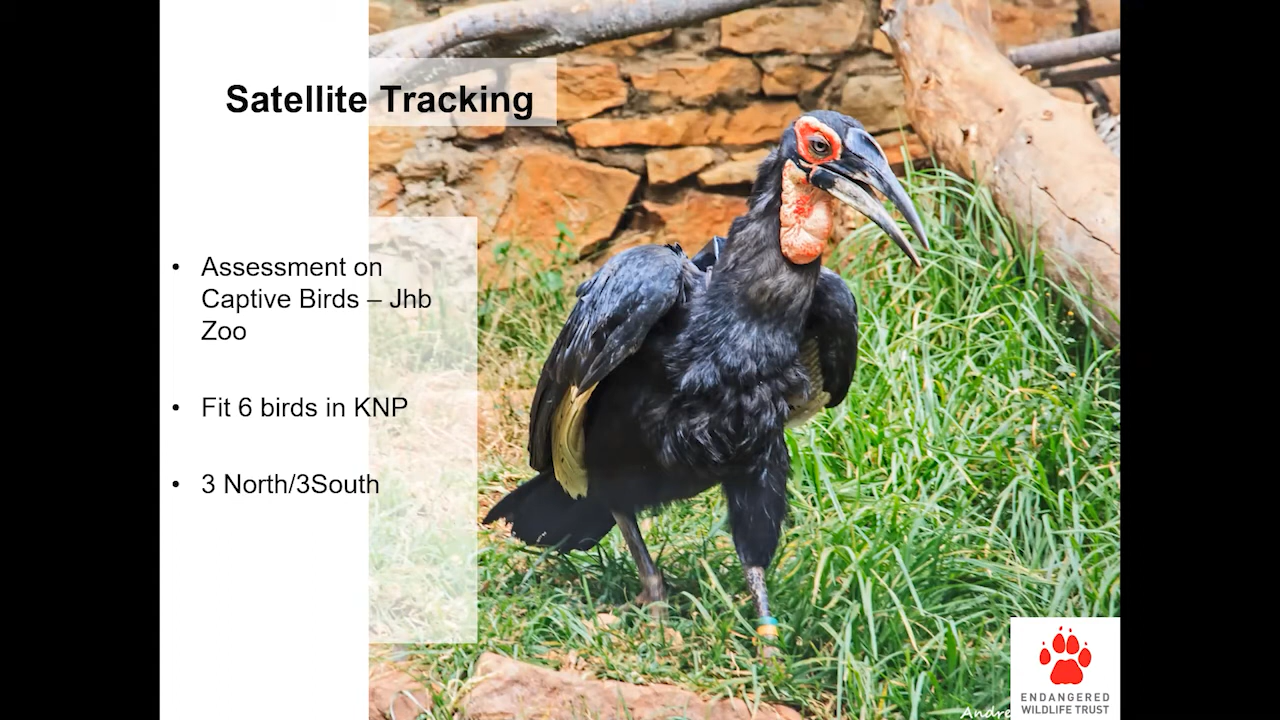 Satellite Tracking
• Assessment on
Captive Birds – Jhb
Zoo
• Fit 6 birds in KNP
• 3 North/3South
Andre
ENDANGERED
WILDLIFE TRUST